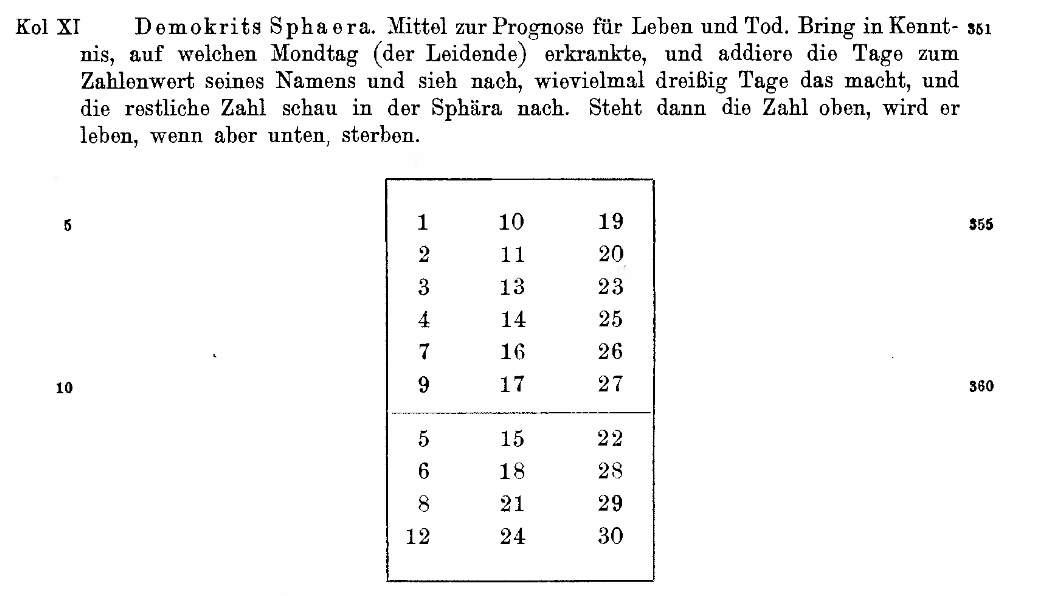 Kol XI Demokrits Sphaera. Mittel zur Prognose für Leben und Tod. Bring in Kennt- 351
nis, auf welchen Mondtag (der Leidende) erkrankte, und addiere die Tage zum
Zahlenwert seines Namens und sieh nach, wievielmal dreißig Tage das macht, und
die restliche Zahl schau in der Sphära nach. Steht dann die Zahl oben, wird er
leben, wenn aber unten, sterben.
5 1 10 19 355
2 11 20
3 13 23
4 14 25
7 16 26
10 9 17 27 360
5 15 22
6 18 28
8 21 29
12 24 30